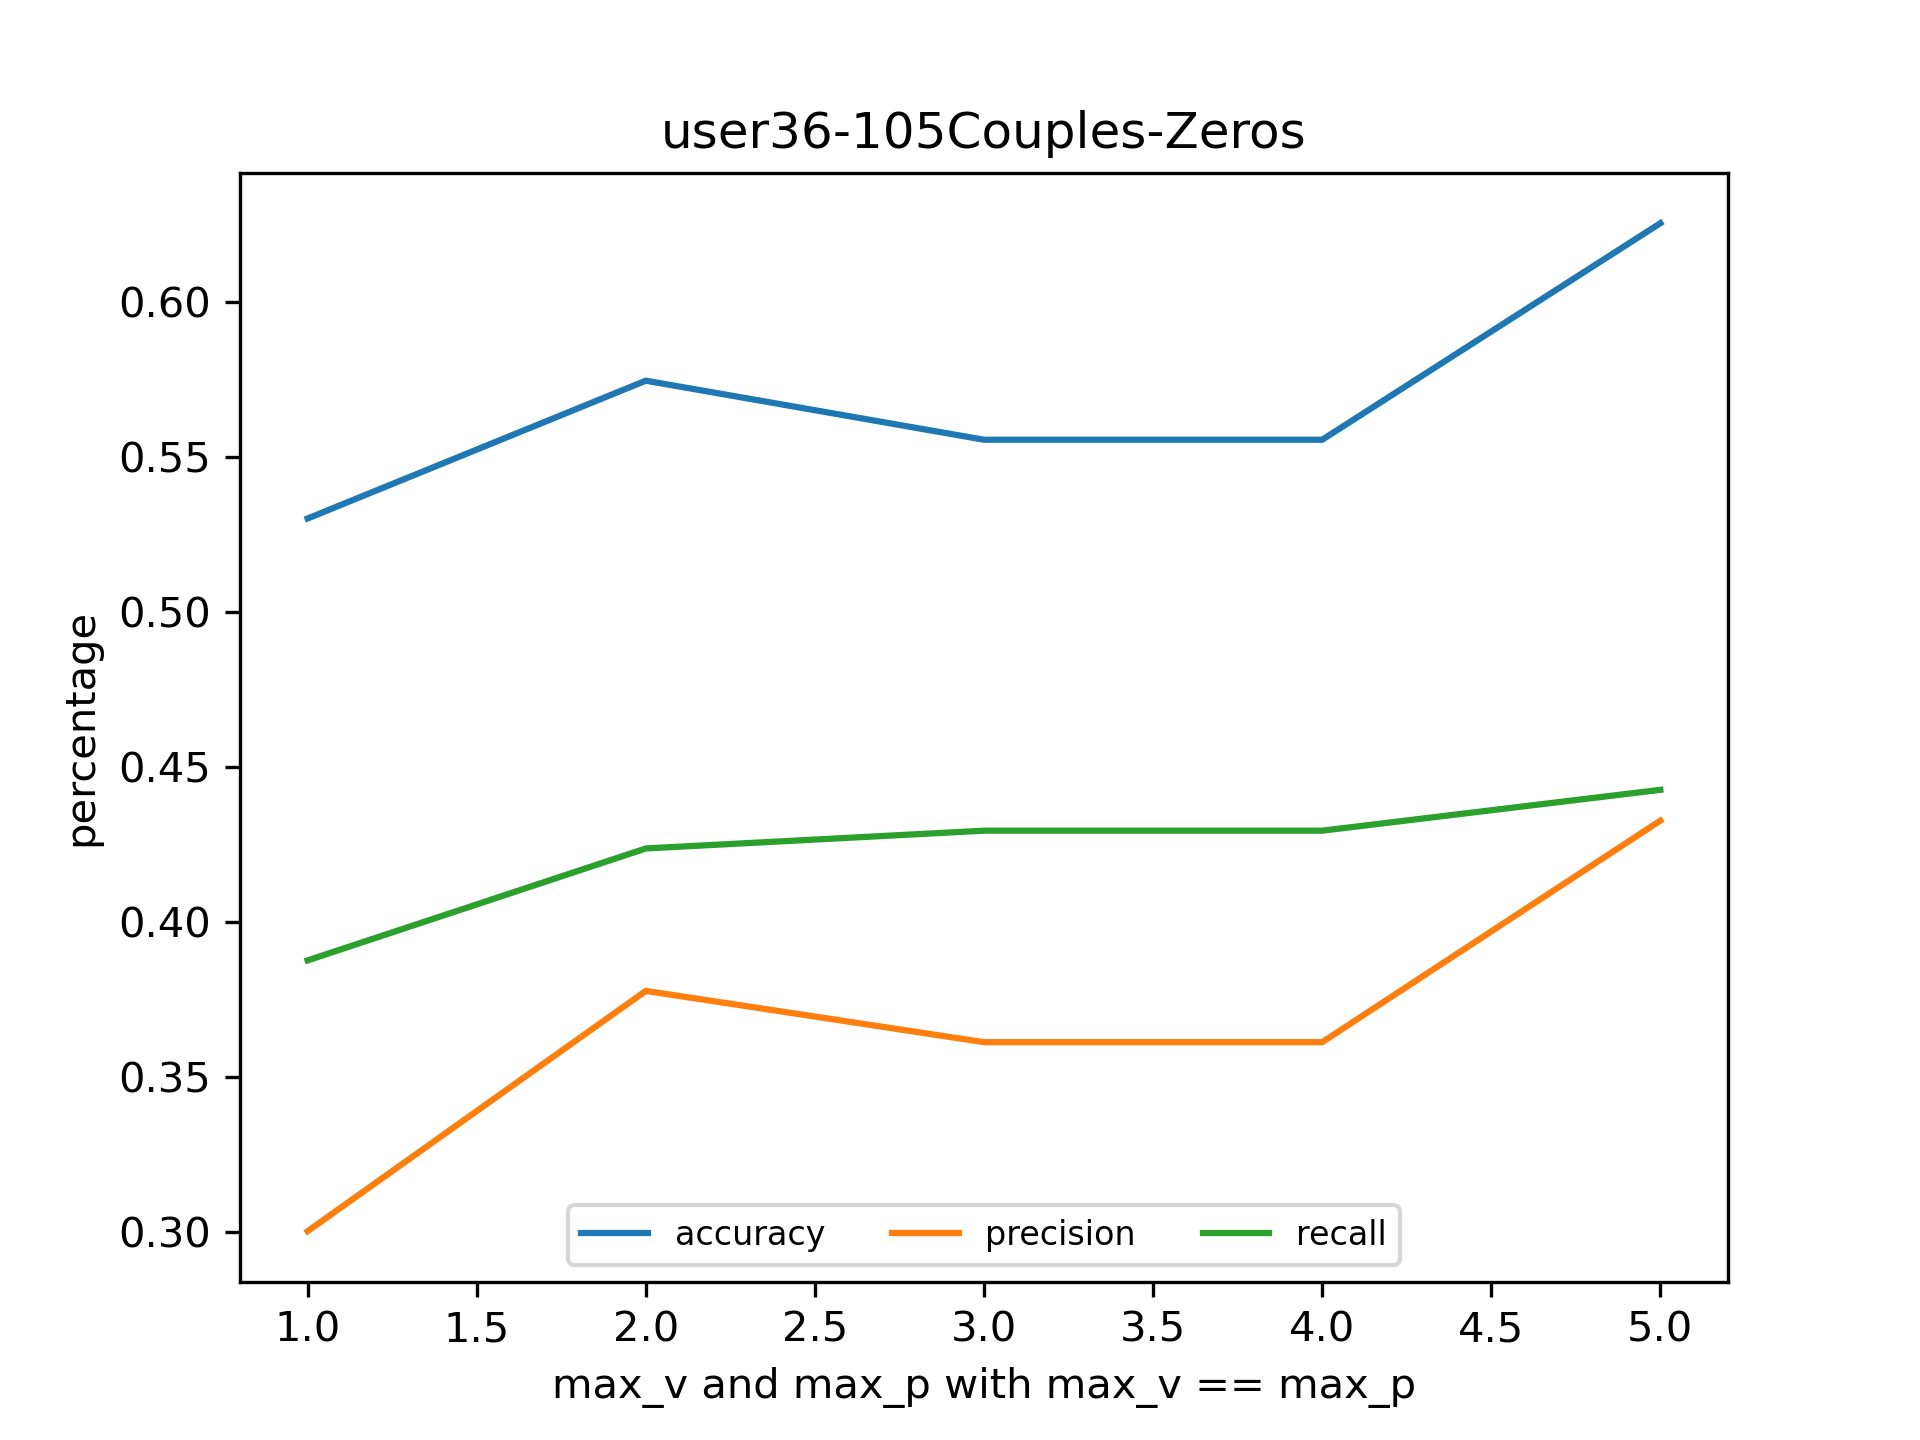 user36-105Couples-Zeros
percentage
0.60
0.55
0.50
0.45
0.40
0.35
0.30
accuracy precision recall
1.0 1.5 2.0 2.5 3.0 3.5 4.0 4.5 5.0
max_v and max_p with max_v == max_p